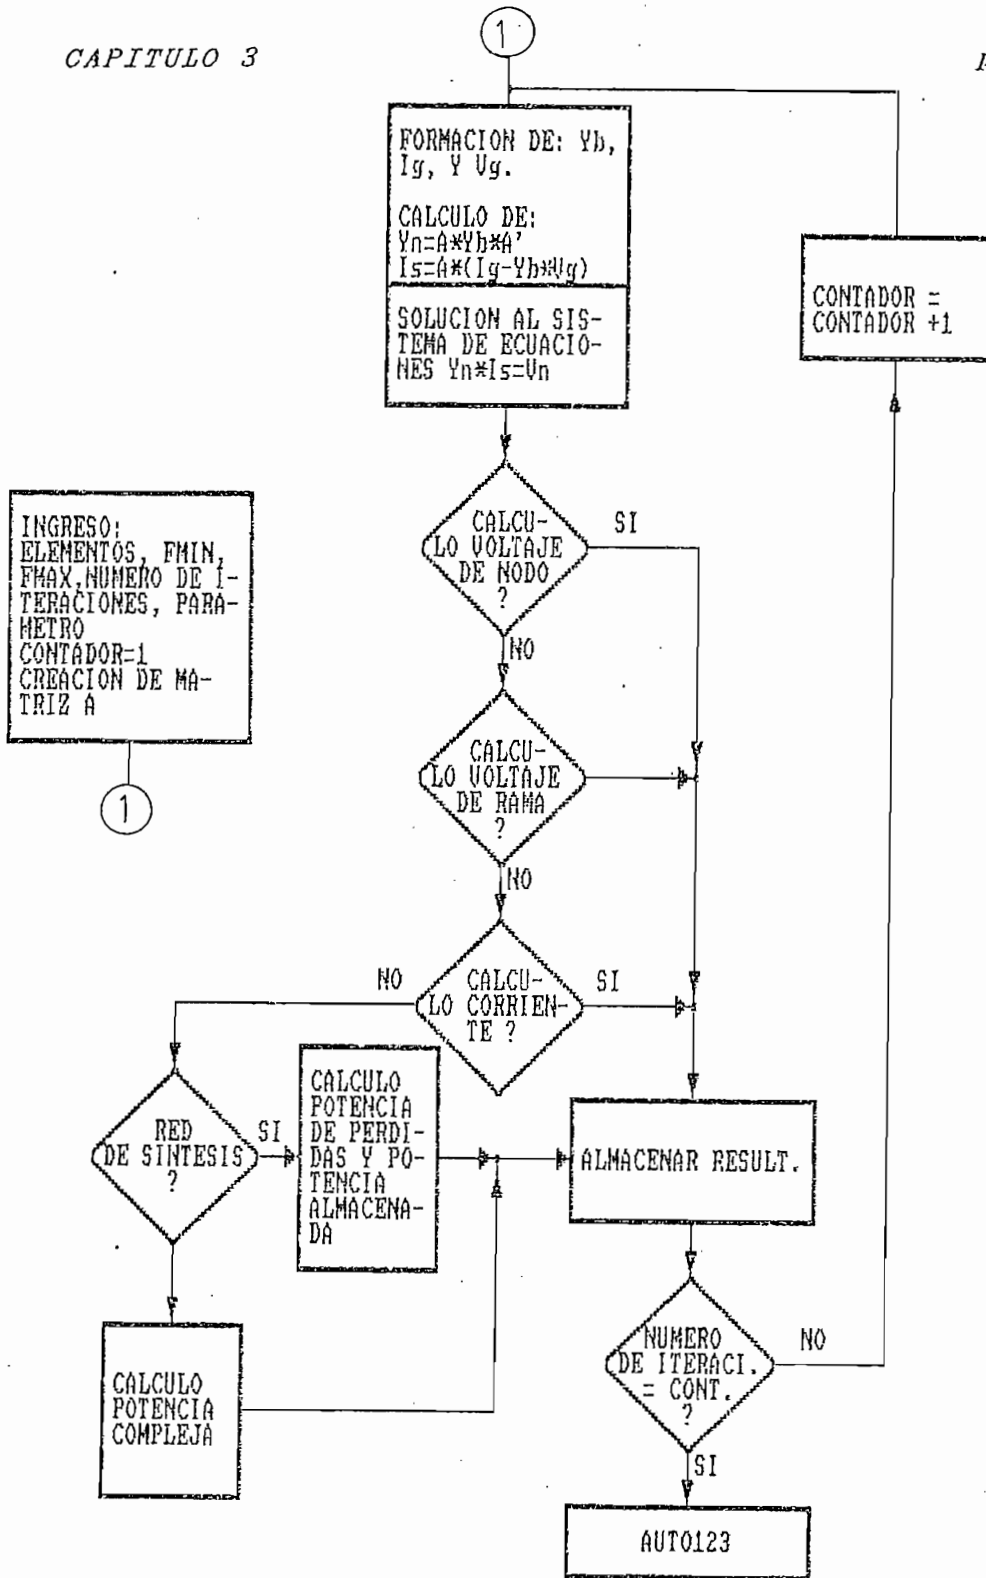 CAPITULO 3
1
FORMACION DE: Yb,
Ig, Y Vg.
CALCULO DE:
Yn=A*Yb*A'
Is=A*(Ig-Yb*Vg)
SOLUCION AL SIS-
TEMA DE ECUACIO-
NES Yn*Is=Vn
CONTADOR =
CONTADOR +1
INGRESO:
ELEMENTOS, FMIN,
FMAX,NUMERO DE I-
TERACIONES, PARA-
METRO
CONTADOR=1
CREACION DE MA-
TRIZ A
1
CALCU-
LO VOLTAJE
DE NODO
?
SI
NO
CALCU-
LO VOLTAJE
DE RAMA
?
NO
CALCU-
LO CORRIEN-
TE ?
NO
SI
RED
DE SINTESIS
?
SI
CALCULO
POTENCIA
DE PERDI-
DAS Y PO-
TENCIA
ALMACENA-
DA
ALMACENAR RESULT.
CALCULO
POTENCIA
COMPLEJA
NUMERO
DE ITERACI.
= CONT.
?
NO
SI
AUTO123